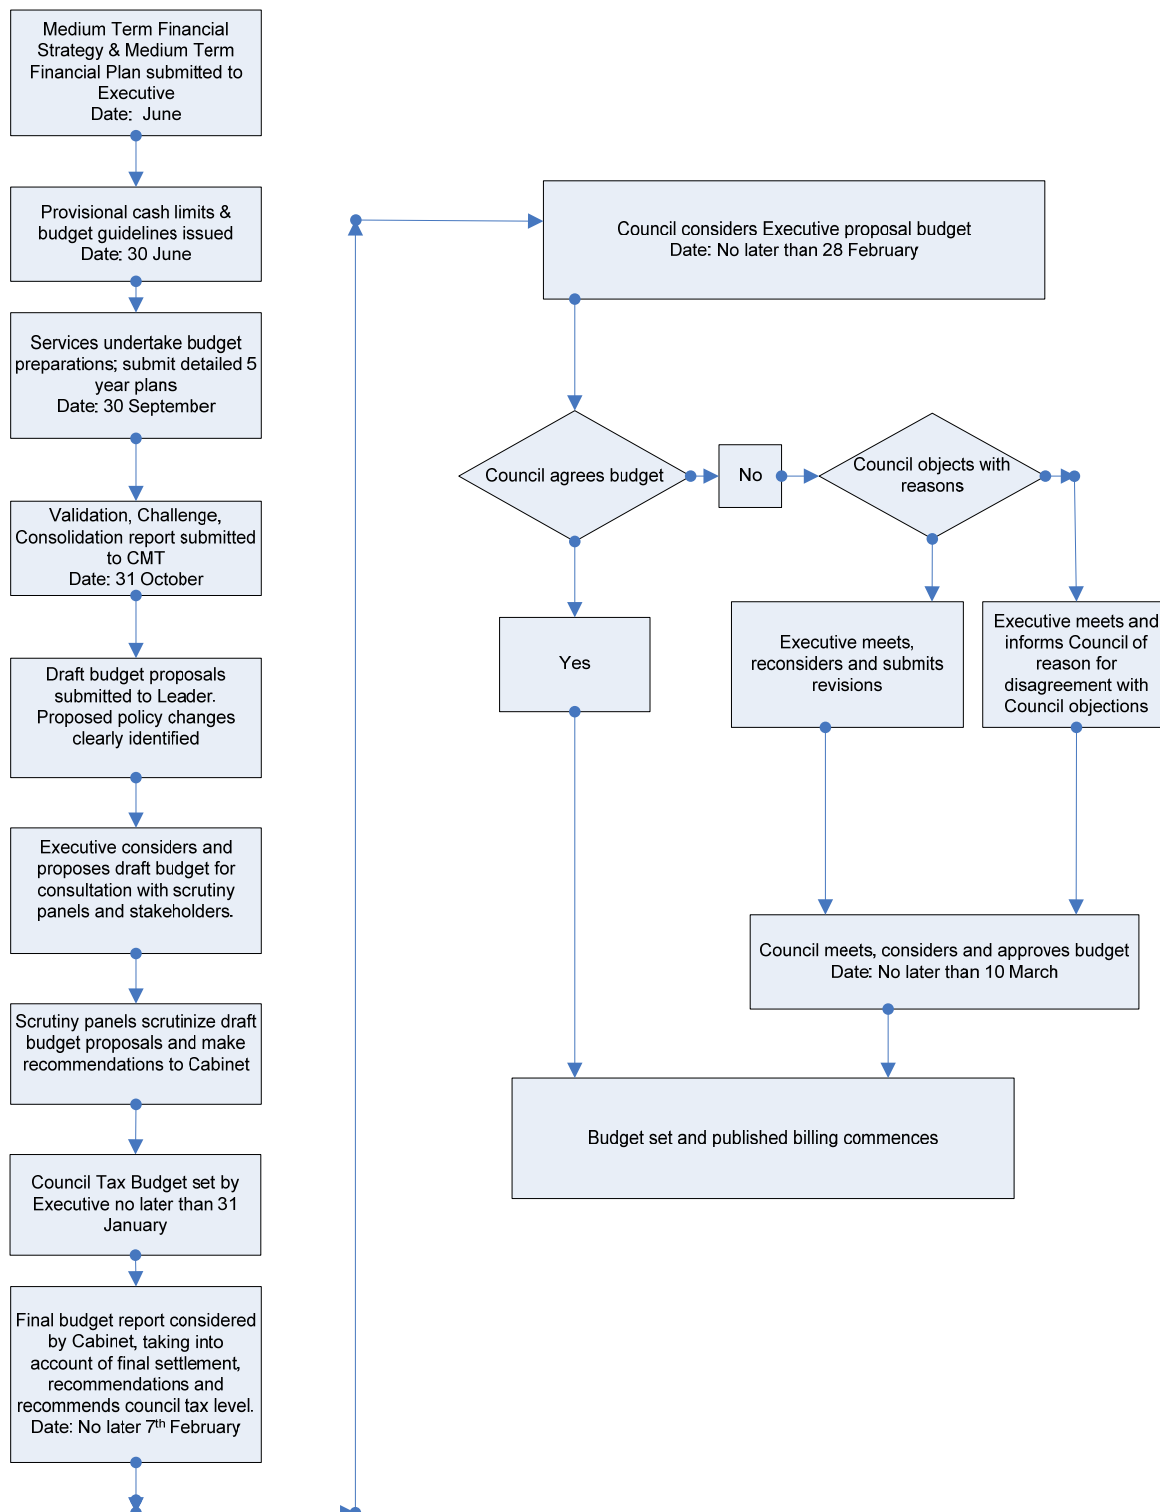 Medium Term Financial
Strategy & Medium Term
Financial Plan submitted to
Executive
Date:  June
Provisional cash limits &
budget guidelines issued
Date: 30 June
Services undertake budget
preparations; submit detailed 5
year plans
Date: 30 September
Validation, Challenge,
Consolidation report submitted
to CMT
Date: 31 October
Draft budget proposals
submitted to Leader.
Proposed policy changes
clearly identified
Executive considers and
proposes draft budget for
consultation with scrutiny
panels and stakeholders.
Scrutiny panels scrutinize draft
budget proposals and make
recommendations to Cabinet
Council Tax Budget set by
Executive no later than 31
January
Final budget report considered
by Cabinet, taking into
account of final settlement,
recommendations and
recommends council tax level.
Date: No later 7th February
Council considers Executive proposal budget
Date: No later than 28 February
Council agrees budget
No
Council objects with
reasons
Yes
Executive meets,
reconsiders and submits
revisions
Executive meets and
informs Council of
reason for
disagreement with
Council objections
Council meets, considers and approves budget
Date: No later than 10 March
Budget set and published billing commences